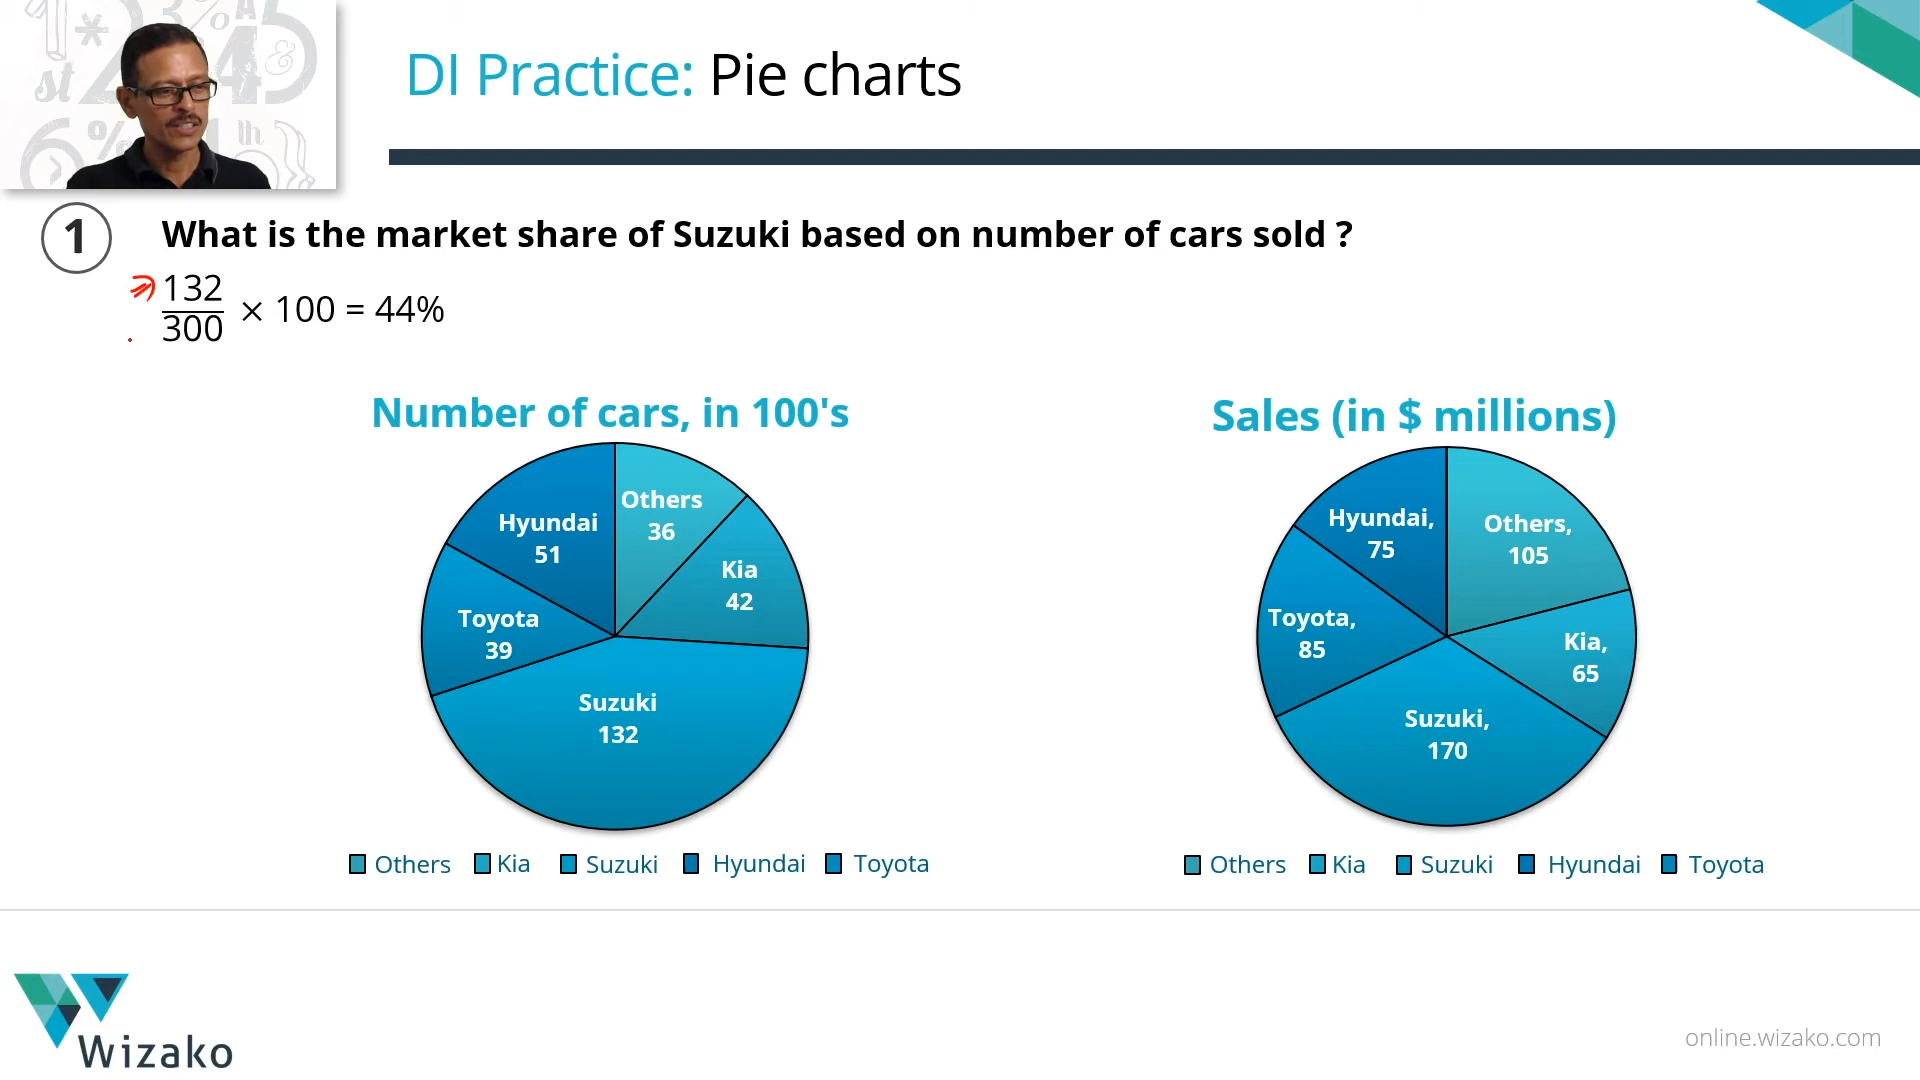 DI Practice: Pie charts
1
What is the market share of Suzuki based on number of cars sold ?
132
300
× 100 = 44%
Number of cars, in 100's
Others
36
Kia
42
Suzuki
132
Toyota
39
Hyundai
51
Others Kia Suzuki Hyundai Toyota
Sales (in $ millions)
Others,
105
Kia,
65
Suzuki,
170
Toyota,
85
Hyundai,
75
Others Kia Suzuki Hyundai Toyota
Wizako
online.wizako.com